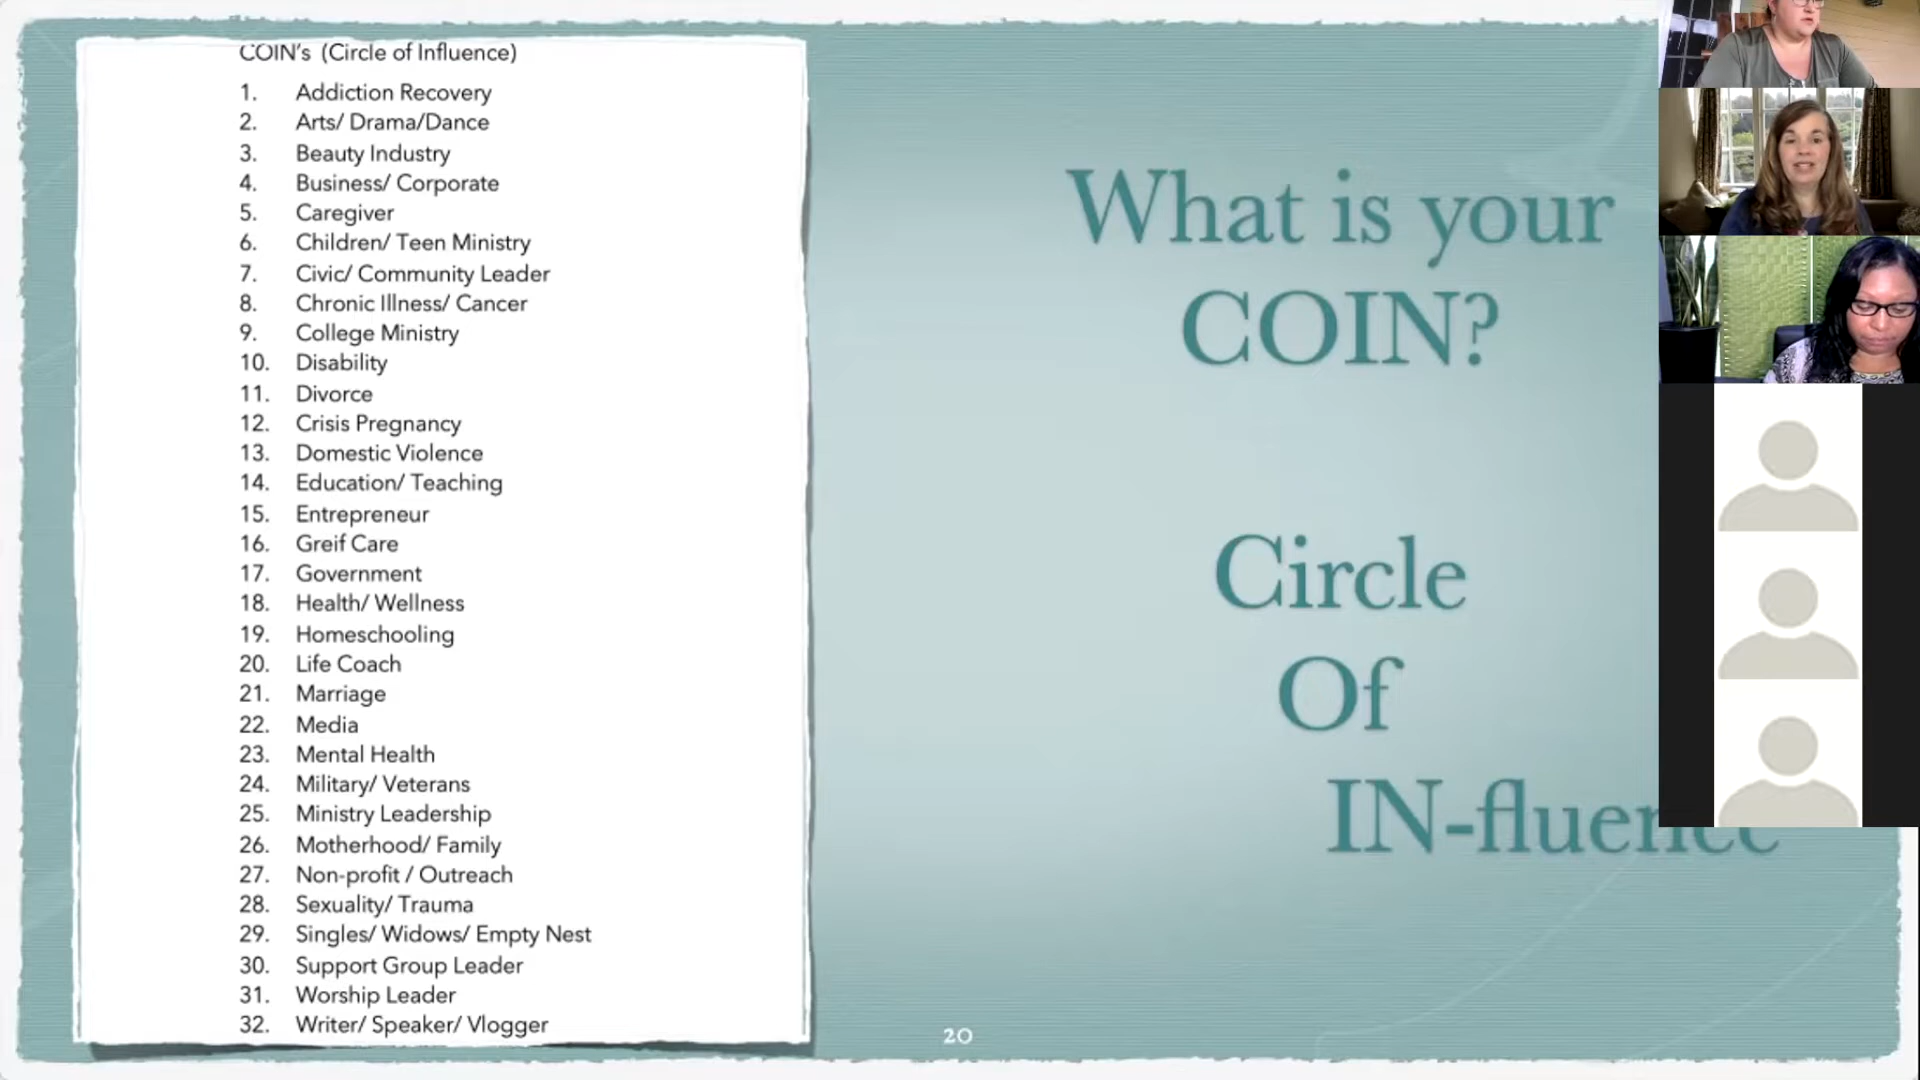 COIN's (Circle of Influence)
1. Addiction Recovery
2. Arts/ Drama/Dance
3. Beauty Industry
4. Business/ Corporate
5. Caregiver
6. Children/ Teen Ministry
7. Civic/ Community Leader
8. Chronic Illness/ Cancer
9. College Ministry
10. Disability
11. Divorce
12. Crisis Pregnancy
13. Domestic Violence
14. Education/ Teaching
15. Entrepreneur
16. Greif Care
17. Government
18. Health/ Wellness
19. Homeschooling
20. Life Coach
21. Marriage
22. Media
23. Mental Health
24. Military/ Veterans
25. Ministry Leadership
26. Motherhood/ Family
27. Non-profit / Outreach
28. Sexuality/ Trauma
29. Singles/ Widows/ Empty Nest
30. Support Group Leader
31. Worship Leader
32. Writer/ Speaker/ Vlogger
What is your
COIN?
Circle
Of
IN-fluence
20